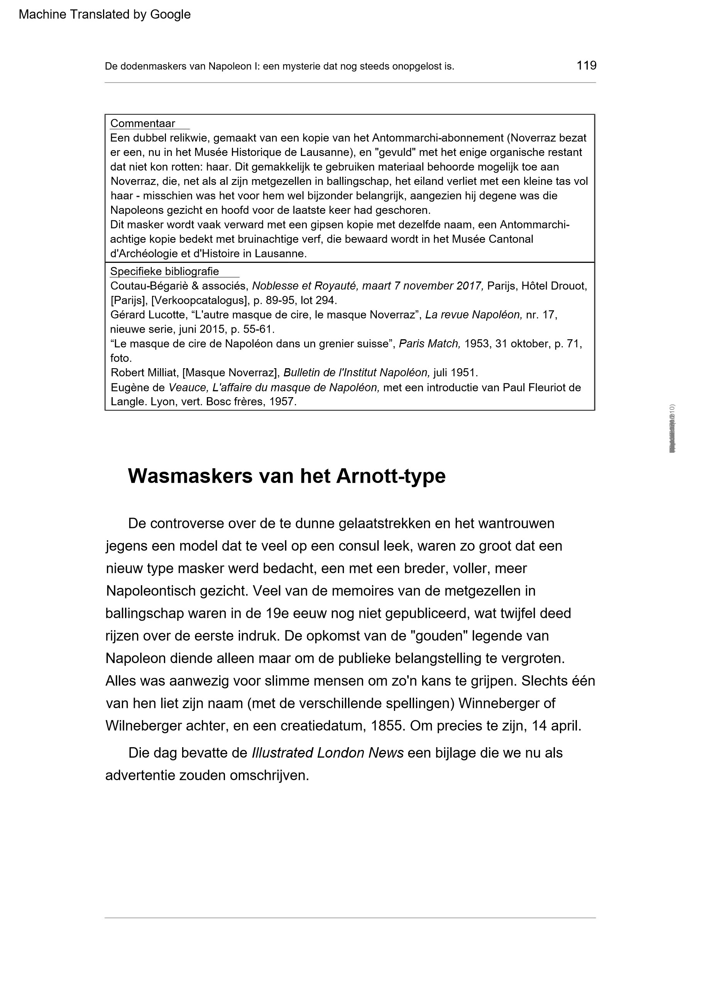 Machine Translated by Google
De dodenmaskers van Napoleon I: een mysterie dat nog steeds onopgelost is. 119
Commentaar
Een dubbel relikwie, gemaakt van een kopie van het Antommarchi-abonnement (Noverraz bezat
er een, nu in het Musée Historique de Lausanne), en "gevuld" met het enige organische restant
dat niet kon rotten: haar. Dit gemakkelijk te gebruiken materiaal behoorde mogelijk toe aan
Noverraz, die, net als al zijn metgezellen in ballingschap, het eiland verliet met een kleine tas vol
haar - misschien was het voor hem wel bijzonder belangrijk, aangezien hij degene was die
Napoleons gezicht en hoofd voor de laatste keer had geschoren.
Dit masker wordt vaak verward met een gipsen kopie met dezelfde naam, een Antommarchi-
achtige kopie bedekt met bruinachtige verf, die bewaard wordt in het Musée Cantonal
d'Archéologie et d'Histoire in Lausanne.
Specifieke bibliografie
Coutau-Bégariè & associés, Noblesse et Royauté, maart 7 november 2017, Parijs, Hôtel Drouot,
[Parijs], [Verkoopcatalogus], p. 89-95, lot 294.
Gérard Lucotte, “L'autre masque de cire, le masque Noverraz”, La revue Napoléon, nr. 17,
nieuwe serie, juni 2015, p. 55-61.
“Le masque de cire de Napoléon dans un grenier suisse”, Paris Match, 1953, 31 oktober, p. 71,
foto.
Robert Milliat, [Masque Noverraz], Bulletin de l'Institut Napoléon, juli 1951.
Eugène de Veauce, L'affaire du masque de Napoléon, met een introductie van Paul Fleuriot de
Langle. Lyon, vert. Bosc frères, 1957.
Wasmaskers van het Arnott-type
De controverse over de te dunne gelaatstrekken en het wantrouwen
jegens een model dat te veel op een consul leek, waren zo groot dat een
nieuw type masker werd bedacht, een met een breder, voller, meer
Napoleontisch gezicht. Veel van de memoires van de metgezellen in
ballingschap waren in de 19e eeuw nog niet gepubliceerd, wat twijfel deed
rijzen over de eerste indruk. De opkomst van de "gouden" legende van
Napoleon diende alleen maar om de publieke belangstelling te vergroten.
Alles was aanwezig voor slimme mensen om zo'n kans te grijpen. Slechts één
van hen liet zijn naam (met de verschillende spellingen) Winneberger of
Wilneberger achter, en een creatiedatum, 1855. Om precies te zijn, 14 april.
Die dag bevatte de Illustrated London News een bijlage die we nu als
advertentie zouden omschrijven.